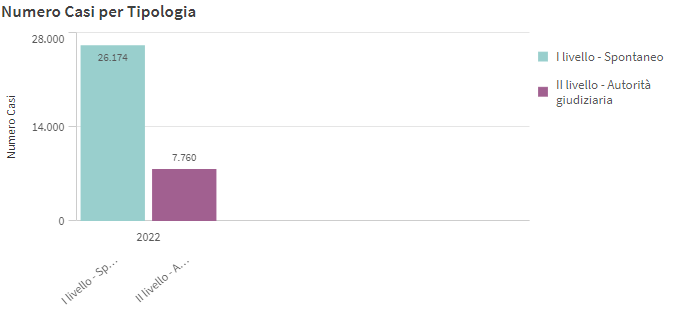 Numero Casi per Tipologia
28.000
14.000
0
Numero Casi
26.174
7.760
2022
I livello - Sp...
II livello - A...
I livello - Spontaneo
II livello - Autorità
giudiziaria